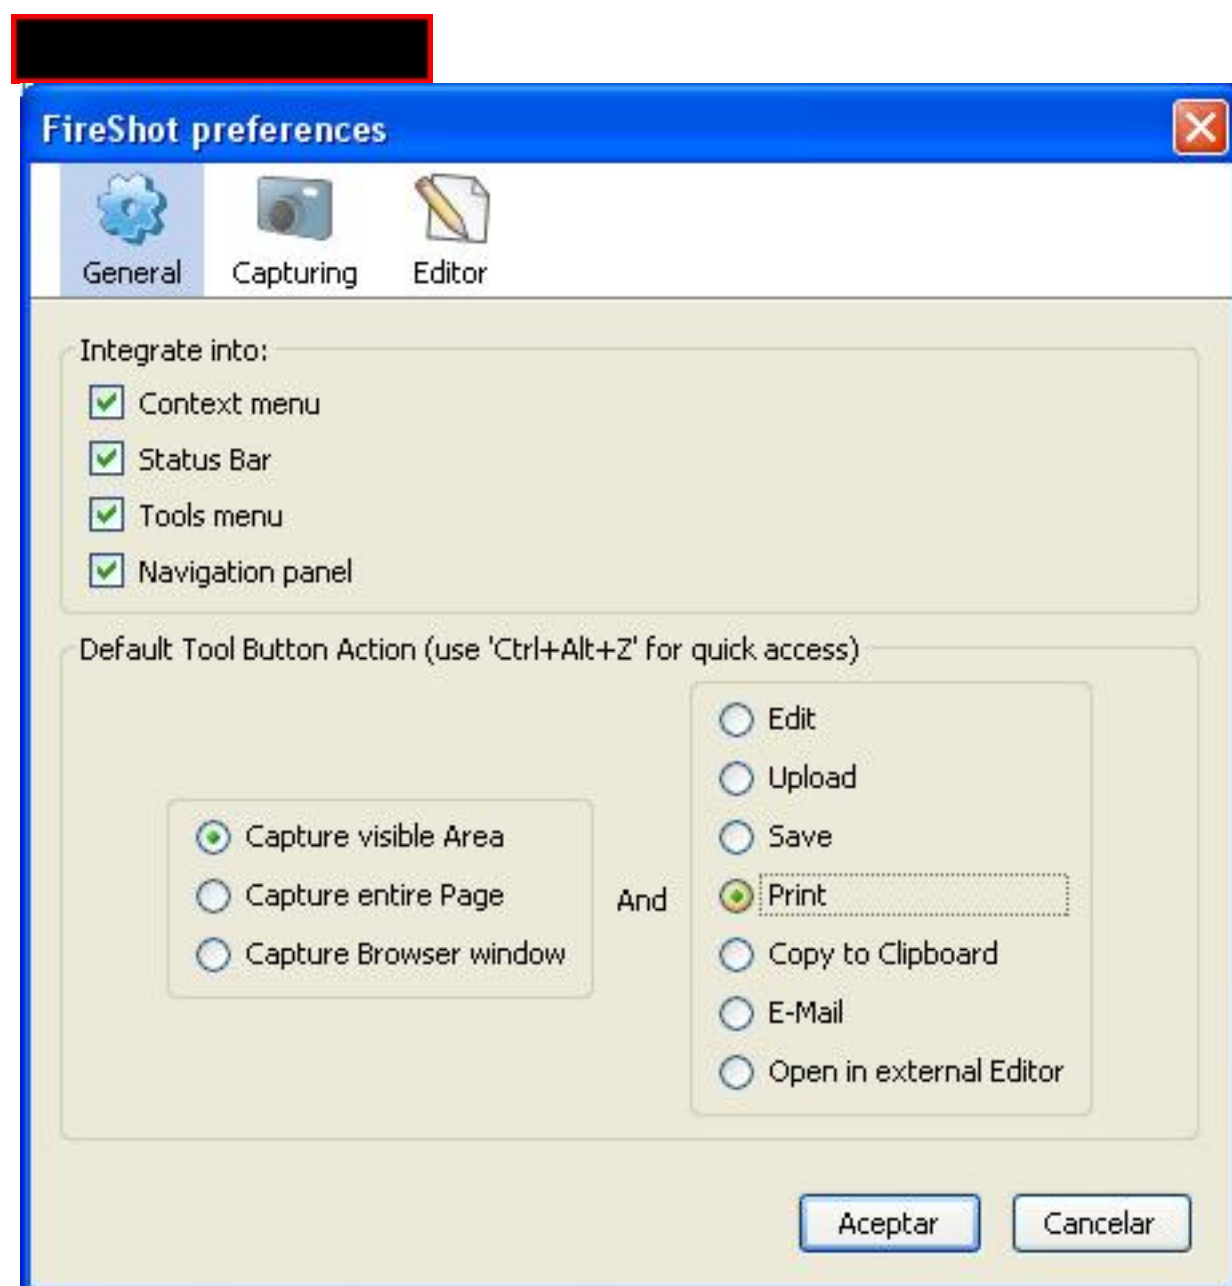 FireShot preferences
General Capturing Editor
Integrate into:
Context menu
Status Bar
Tools menu
Navigation panel
Default Tool Button Action (use 'Ctrl+Alt+Z' for quick access)
Capture visible Area
Capture entire Page
Capture Browser window
And
Edit
Upload
Save
Print
Copy to Clipboard
E-Mail
Open in external Editor
Aceptar Cancelar